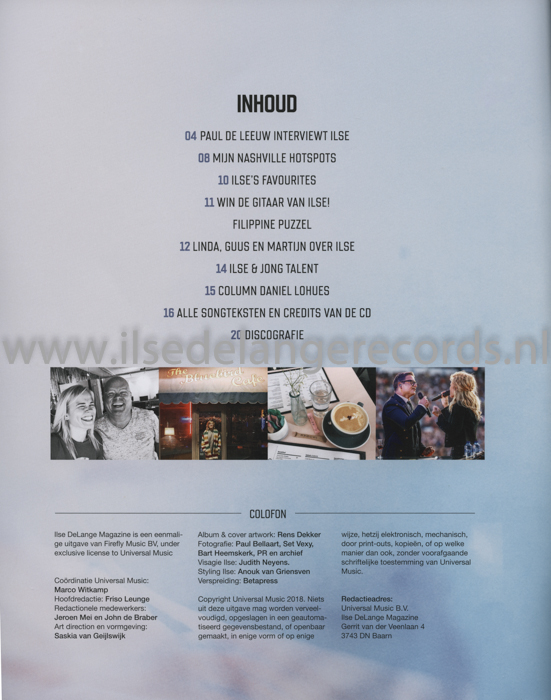 INHOUD
04 PAUL DE LEEUW INTERVIEWT ILSE
08 MIJN NASHVILLE HOTSPOTS
10 ILSE'S FAVOURITES
11 WIN DE GITAAR VAN ILSE!
FILIPPINE PUZZEL
12 LINDA, GUUS EN MARTIJN OVER ILSE
14 ILSE & JONG TALENT
15 COLUMN DANIEL LOHUES
16 ALLE SONGTEKSTEN EN CREDITS VAN DE CD
20 DISCOGRAFIE
www.ilsedelangerecords.nl
The Bluebird Cafe
COLOFON
Ilse DeLange Magazine is een eenmali-
ge uitgave van Firefly Music BV, under
exclusive license to Universal Music
Coördinatie Universal Music:
Marco Witkamp
Hoofdredactie: Friso Leunge
Redactionele medewerkers:
Jeroen Mei en John de Braber
Art direction en vormgeving:
Saskia van Geijlswijk
Album & cover artwork: Rens Dekker
Fotografie: Paul Bellaart, Set Vexy,
Bart Heemskerk, PR en archief
Visagie Ilse: Judith Neyens.
Styling Ilse: Anouk van Griensven
Verspreiding: Betapress
Copyright Universal Music 2018. Niets
uit deze uitgave mag worden verveel-
voudigd, opgeslagen in een geautoma-
tiseerd gegevensbestand, of openbaar
gemaakt, in enige vorm of op enige
wijze, hetzij elektronisch, mechanisch,
door print-outs, kopieën, of op welke
manier dan ook, zonder voorafgaande
schriftelijke toestemming van Universal
Music.
Redactieadres:
Universal Music B.V.
Ilse DeLange Magazine
Gerrit van der Veenlaan 4
3743 DN Baarn